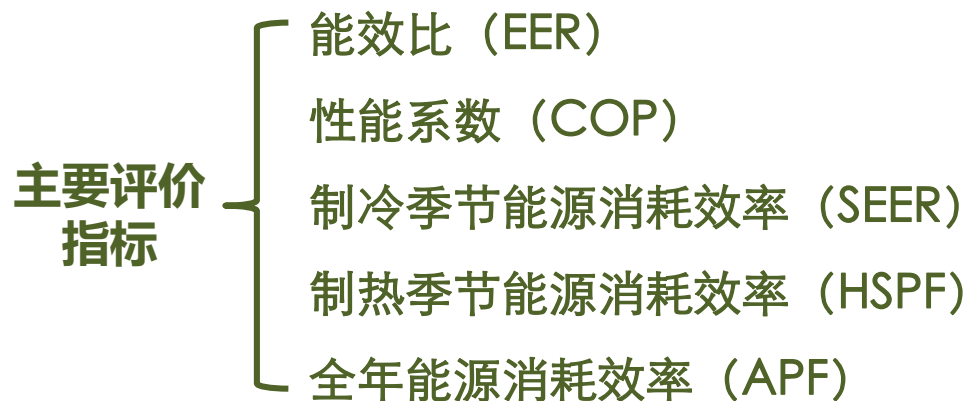 主要评价
指标
能效比（EER）
性能系数（COP）
制冷季节能源消耗效率（SEER）
制热季节能源消耗效率（HSPF）
全年能源消耗效率（APF）